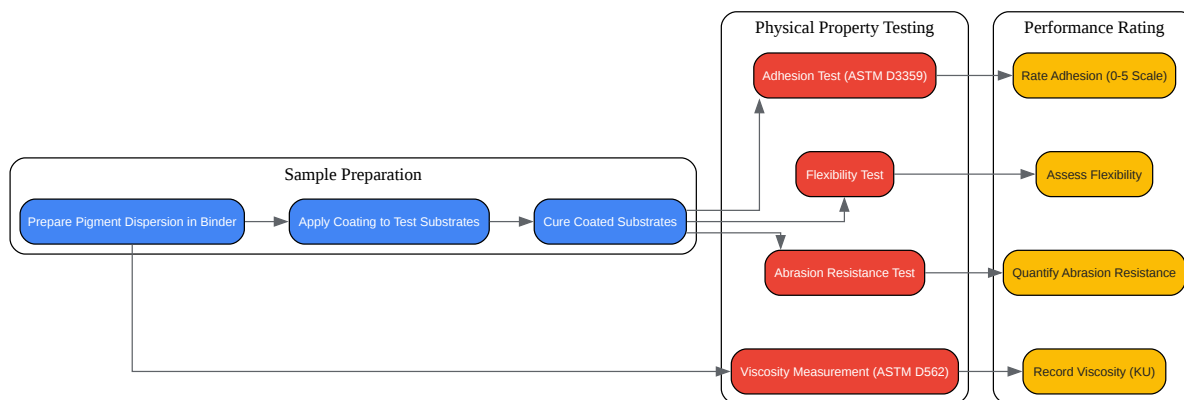 Physical Property Testing
Performance Rating
Adhesion Test (ASTM D3359)
Rate Adhesion (0-5 Scale)
Sample Preparation
Flexibility Test
Assess Flexibility
Prepare Pigment Dispersion in Binder
Apply Coating to Test Substrates
Cure Coated Substrates
Abrasion Resistance Test
Quantify Abrasion Resistance
Viscosity Measurement (ASTM D562)
Record Viscosity (KU)